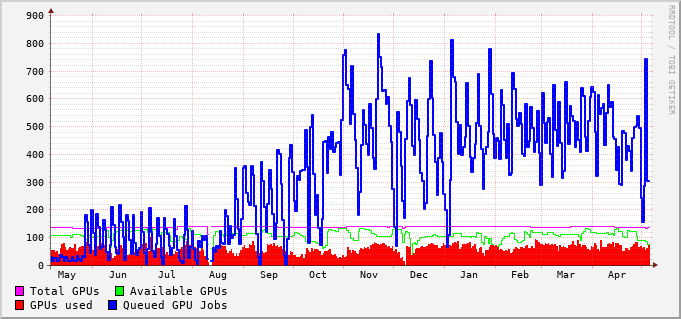 900
800
700
600
500
400
300
200
100
0
May Jun Jul Aug Sep Oct Nov Dec Jan Feb Mar Apr
Total GPUs Available GPUs
GPUs used Queued GPU Jobs
RRDTOOL / TOBI OETIKER